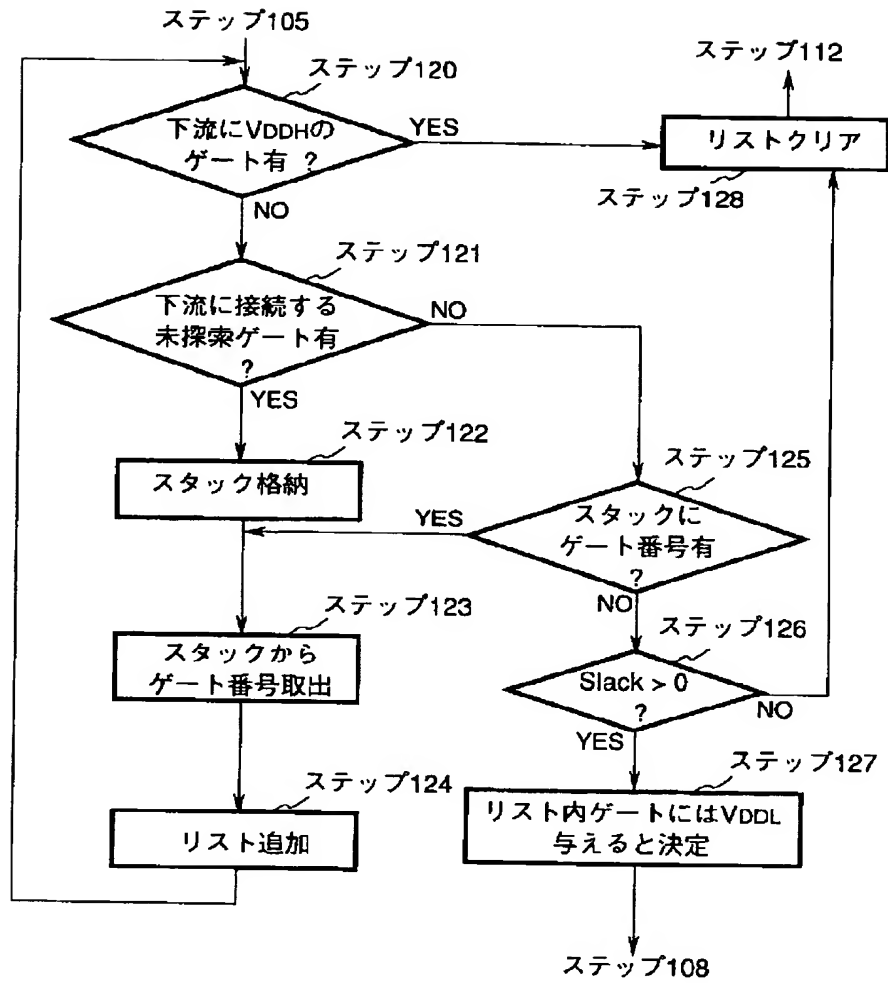 ステップ105
ステップ120
下流にVDDHの
ゲート有 ?
YES
NO
ステップ112
リストクリア
ステップ128
ステップ121
下流に接続する
未探索ゲート有
?
NO
YES
ステップ122
スタック格納
ステップ125
スタックに
ゲート番号有
?
YES
NO
ステップ123
スタックから
ゲート番号取出
ステップ126
Slack > 0
?
NO
YES
ステップ124
リスト追加
ステップ127
リスト内ゲートにはVDDL
与えると決定
ステップ108